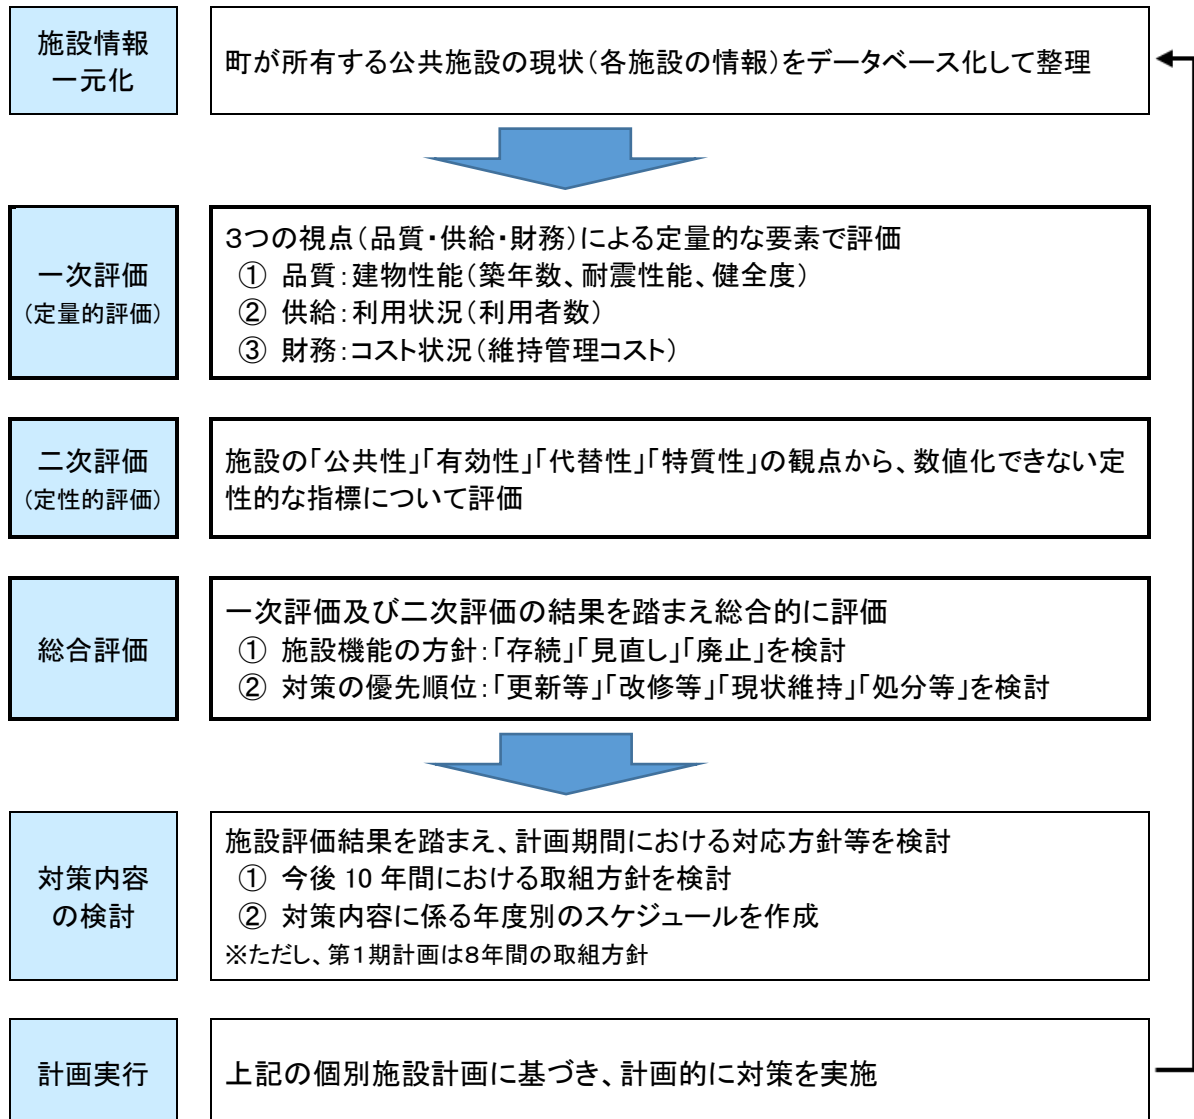 施設情報
一元化
町が所有する公共施設の現状（各施設の情報）をデータベース化して整理
一次評価
（定量的評価）
３つの視点（品質・供給・財務）による定量的な要素で評価
① 品質：建物性能（築年数、耐震性能、健全度）
② 供給：利用状況（利用者数）
③ 財務：コスト状況（維持管理コスト）
二次評価
（定性的評価）
施設の「公共性」「有効性」「代替性」「特質性」の観点から、数値化できない定
性的な指標について評価
総合評価
一次評価及び二次評価の結果を踏まえ総合的に評価
① 施設機能の方針：「存続」「見直し」「廃止」を検討
② 対策の優先順位：「更新等」「改修等」「現状維持」「処分等」を検討
対策内容
の検討
施設評価結果を踏まえ、計画期間における対応方針等を検討
① 今後 10 年間における取組方針を検討
② 対策内容に係る年度別のスケジュールを作成
※ただし、第１期計画は８年間の取組方針
計画実行
上記の個別施設計画に基づき、計画的に対策を実施